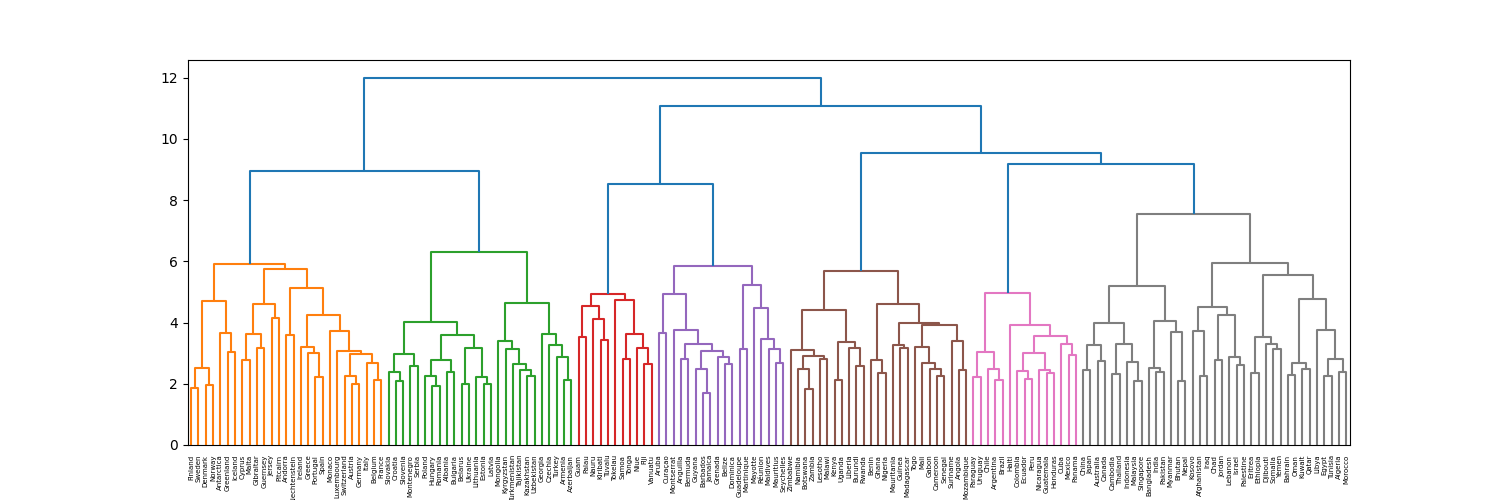 12
10
8
6
4
2
0
Finland
Sweden
Denmark
Norway
Antarctica
Greenland
Iceland
Cyprus
Malta
Gibraltar
Guernsey
Jersey
Pitcairn
Andorra
Liechtenstein
Ireland
Greece
Portugal
Spain
Monaco
Luxembourg
Switzerland
Austria
Germany
Italy
Belgium
France
Slovakia
Croatia
Slovenia
Montenegro
Serbia
Poland
Hungary
Romania
Albania
Bulgaria
Belarus
Ukraine
Lithuania
Estonia
Latvia
Mongolia
Kyrgyzstan
Turkmenistan
Tajikistan
Kazakhstan
Uzbekistan
Georgia
Czechia
Turkey
Armenia
Azerbaijan
Guam
Palau
Nauru
Kiribati
Tuvalu
Tokelau
Samoa
Tonga
Niue
Fiji
Vanuatu
Aruba
Curaçao
Montserrat
Anguilla
Bermuda
Guyana
Barbados
Jamaica
Grenada
Belize
Dominica
Guadeloupe
Martinique
Mayotte
Réunion
Maldives
Mauritius
Seychelles
Zimbabwe
Namibia
Botswana
Zambia
Lesotho
Malawi
Kenya
Uganda
Liberia
Burundi
Rwanda
Benin
Ghana
Nigeria
Mauritania
Guinea
Madagascar
Togo
Mali
Gabon
Cameroon
Senegal
Suriname
Angola
Mozambique
Paraguay
Uruguay
Chile
Argentina
Brazil
Haiti
Colombia
Ecuador
Peru
Nicaragua
Guatemala
Honduras
Cuba
Mexico
Panama
China
Japan
Australia
Canada
Cambodia
Thailand
Indonesia
Malaysia
Singapore
Bangladesh
India
Pakistan
Myanmar
Bhutan
Nepal
Kosovo
Afghanistan
Iraq
Chad
Jordan
Lebanon
Israel
Palestine
Eritrea
Ethiopia
Djibouti
Somalia
Yemen
Bahrain
Oman
Kuwait
Qatar
Libya
Egypt
Tunisia
Algeria
Morocco